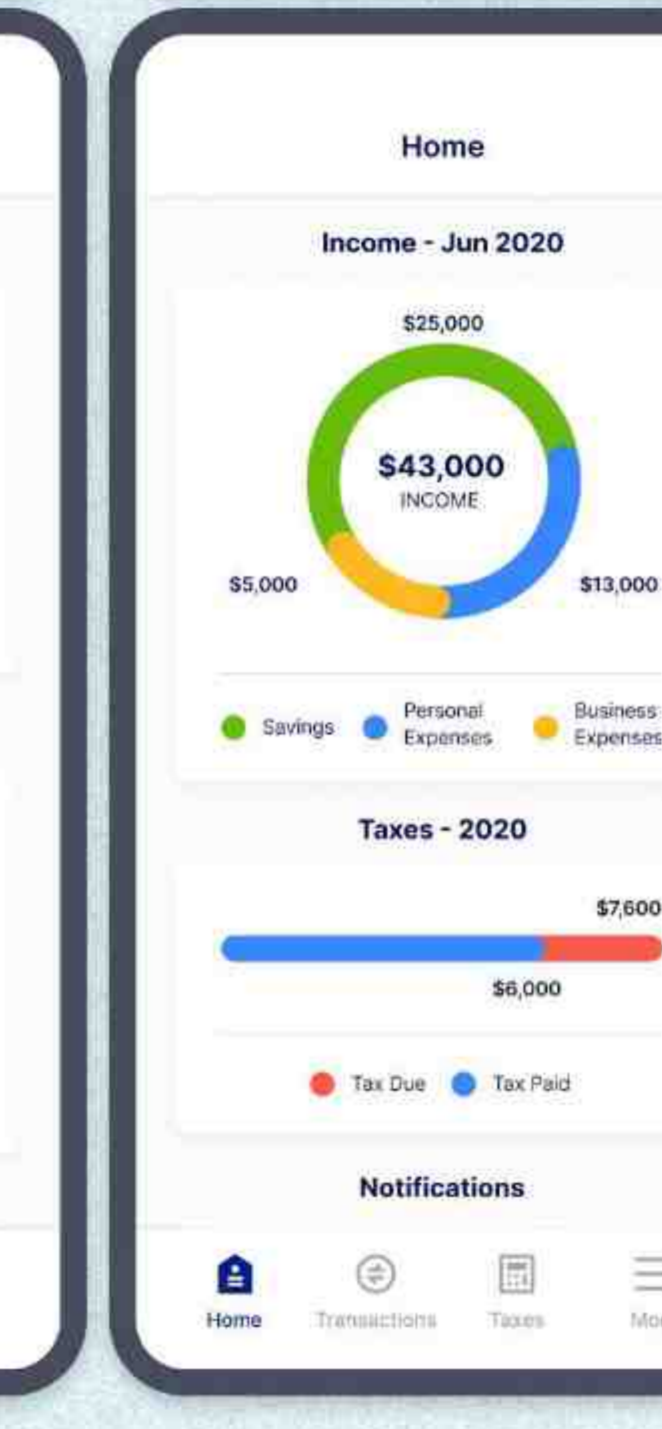 Home
Income - Jun 2020
$25,000
$43,000
INCOME
$5,000
$13,000
Savings
Personal
Expenses
Business
Expenses
Taxes - 2020
$7,600
$6,000
Tax Due
Tax Paid
Notifications
Home
Transactions
Taxes